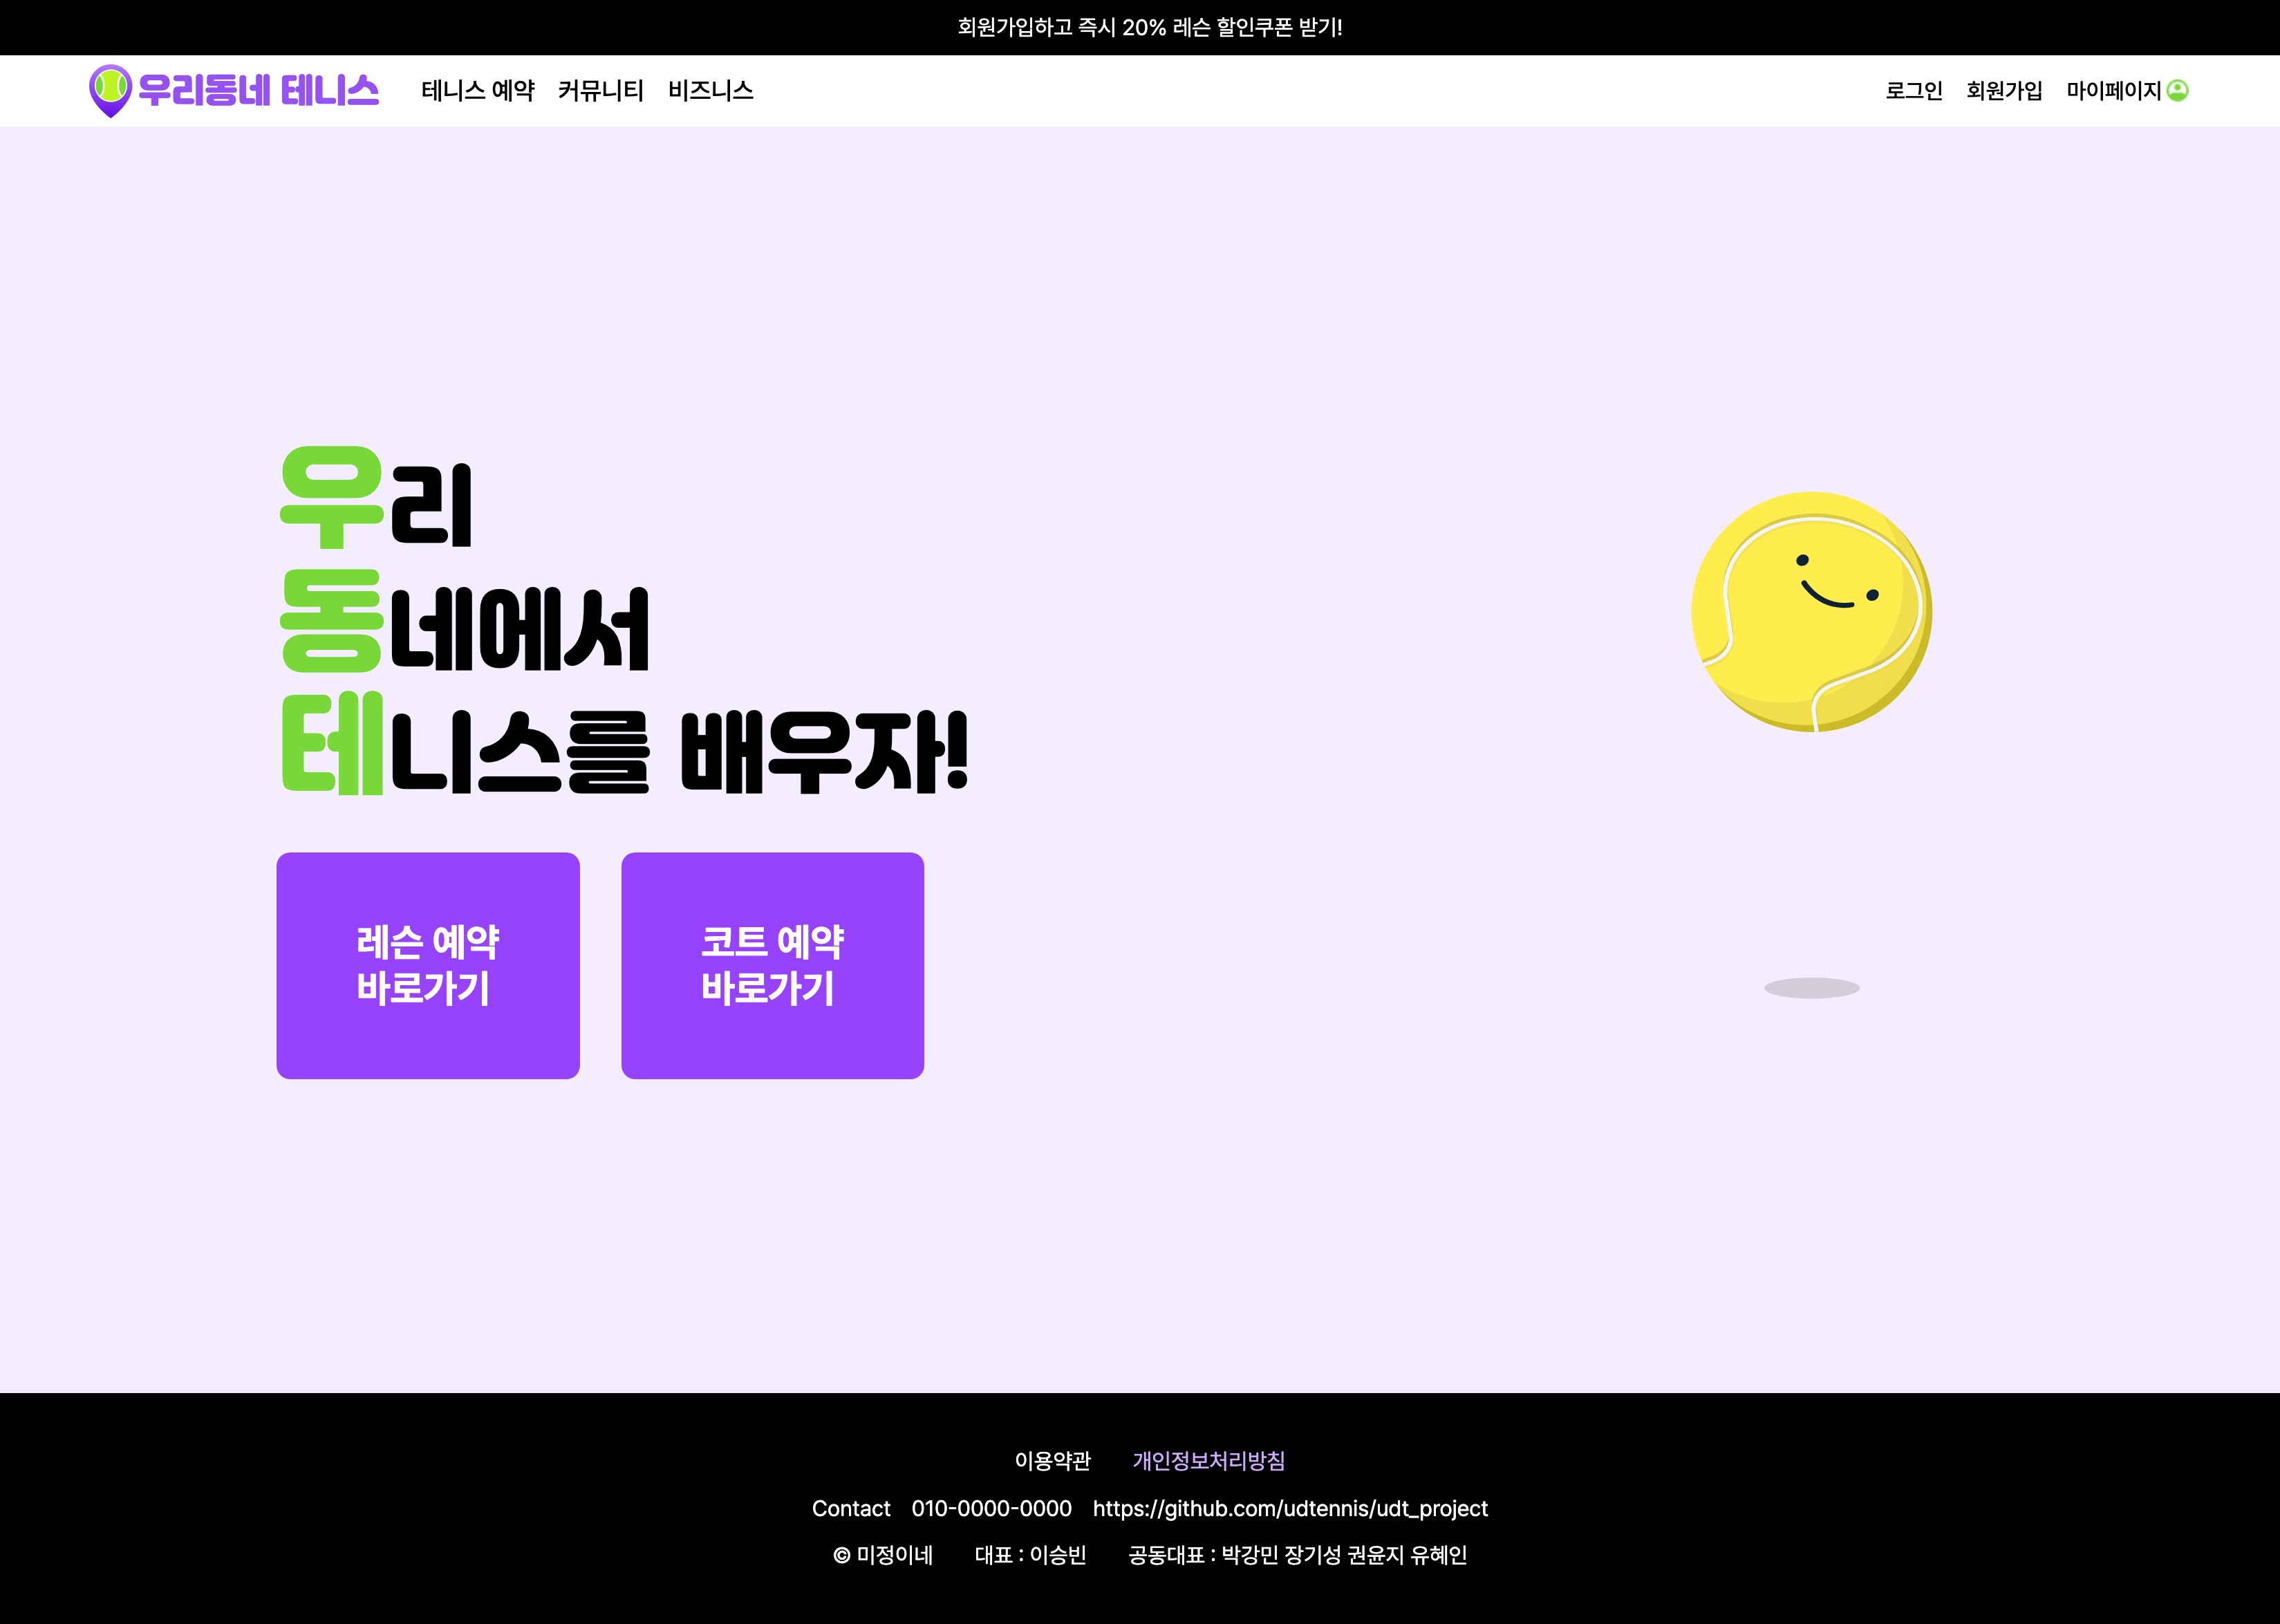 회원가입하고 즉시 20% 레슨 할인쿠폰 받기!
우리동네 테니스 테니스 예약 커뮤니티 비즈니스 로그인 회원가입 마이페이지
우리
동네에서
테니스를 배우자!
레슨 예약
바로가기
코트 예약
바로가기
이용약관 개인정보처리방침
Contact 010-0000-0000 https://github.com/udtennis/udt_project
© 미정이네 대표 : 이승빈 공동대표 : 박강민 장기성 권윤지 유혜인